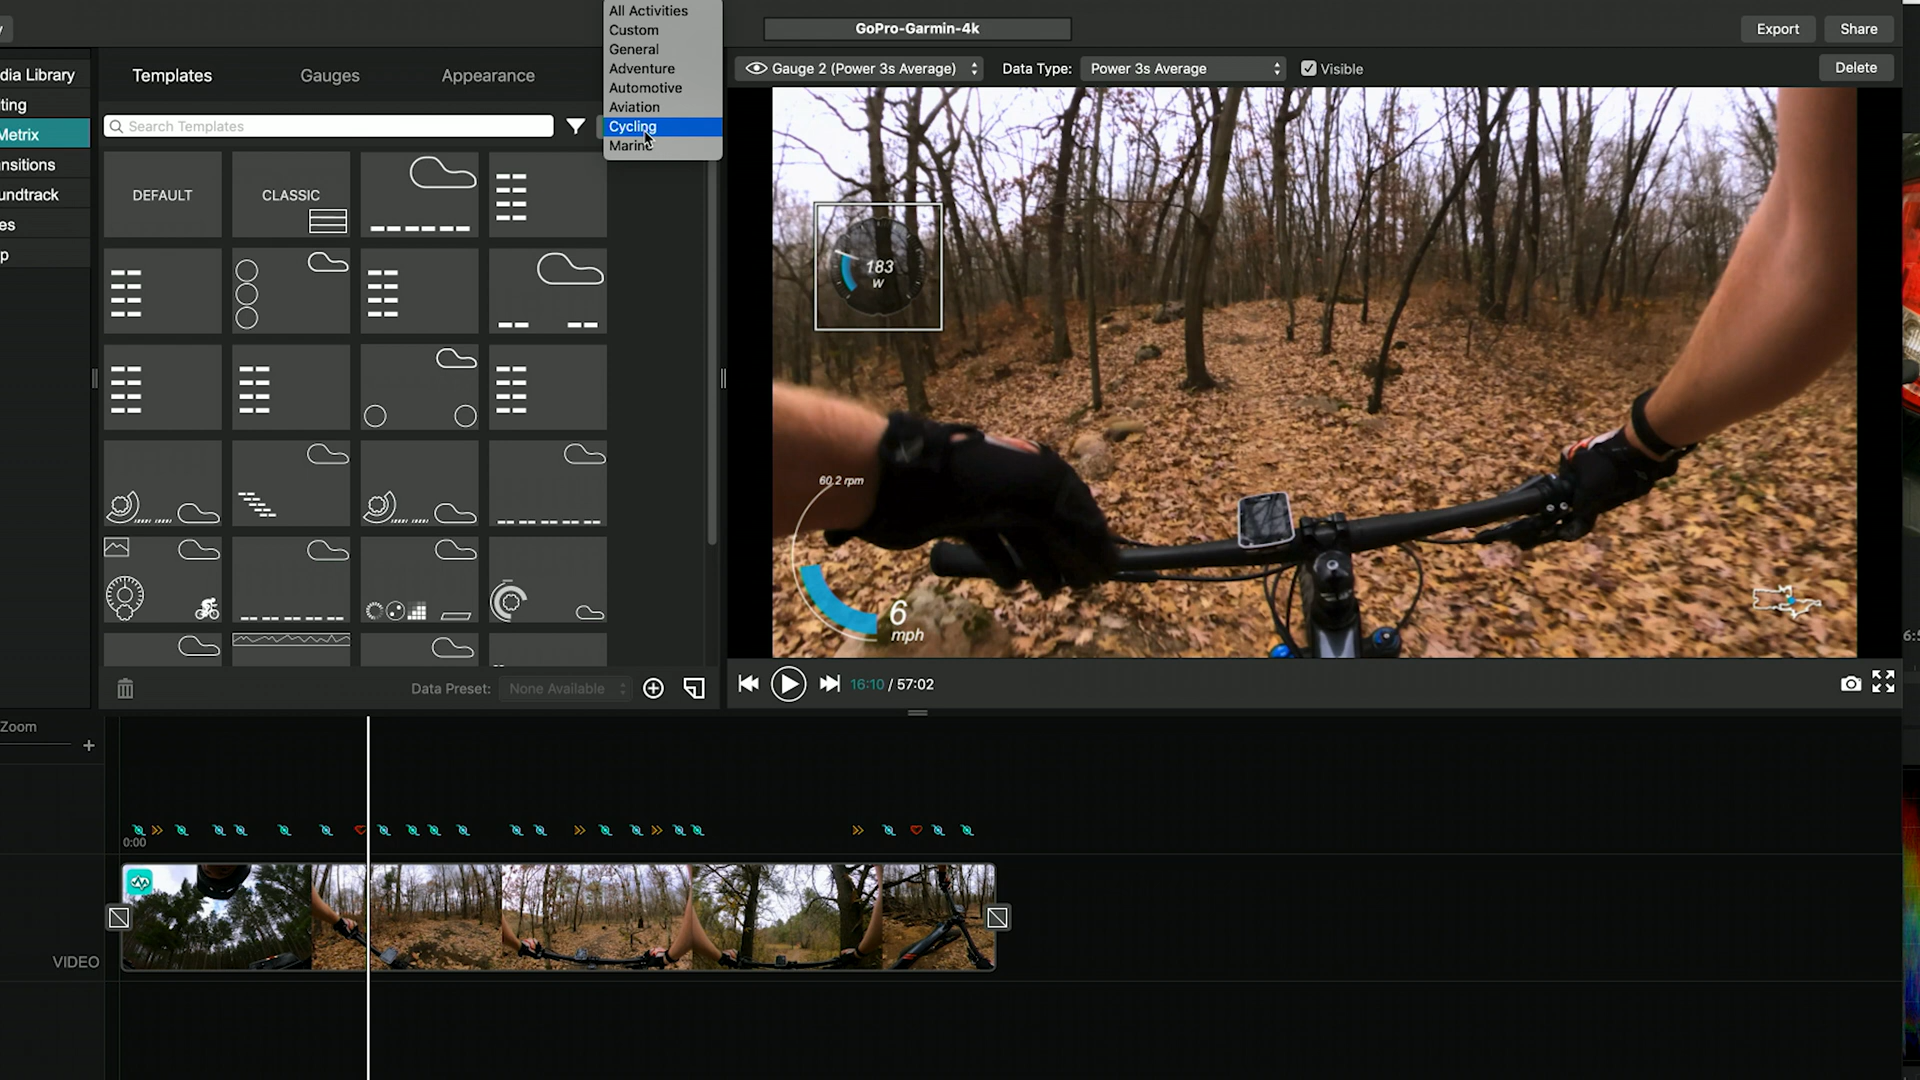 All Activities
Custom
General
Adventure
Automotive
Aviation
Cycling
Marine
GoPro-Garmin-4k
Export
Share
dia Library
ting
Metrix
nsitions
undtrack
es
p
Templates
Gauges
Appearance
Gauge 2 (Power 3s Average)
Data Type:
Power 3s Average
Visible
Delete
Search Templates
DEFAULT
CLASSIC
183
W
60.2 rpm
6
mph
Data Preset:
None Available
16:10 / 57:02
Zoom
0:00
VIDEO
6:5